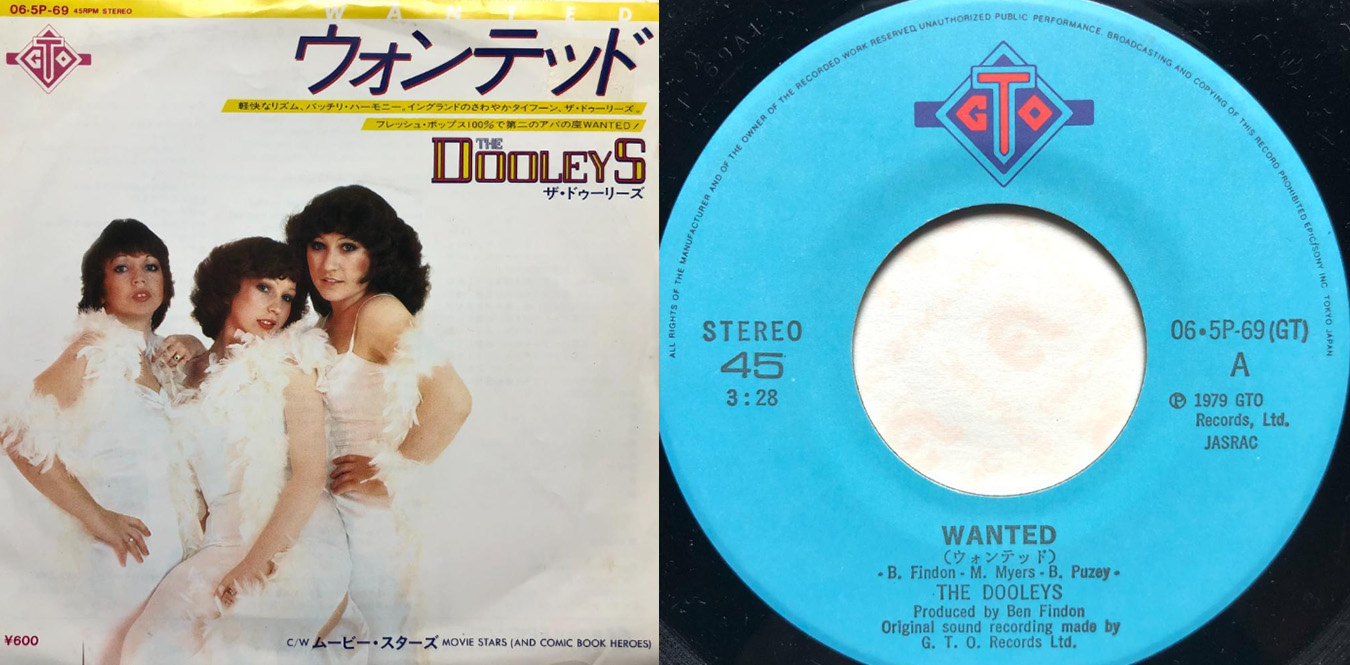 06·5P-69 45RPM STEREO
WANTED
GTO
ウォンテッド
軽快なリズム、バッチリ・ハーモニー。イングランドのさわやかタイフーン、ザ・ドゥーリーズ。
フレッシュ・ポップス100%で第二のアバの座WANTED!
THE
DOOLEYS
ザ・ドゥーリーズ
¥600
C/W ムービー・スターズ MOVIE STARS (AND COMIC BOOK HEROES)
ALL RIGHTS OF THE MANUFACTURER AND OF THE OWNER OF THE RECORDED WORK RESERVED. UNAUTHORIZED PUBLIC PERFORMANCE, BROADCASTING AND COPYING OF THIS RECORD PROHIBITED. EPIC/SONY INC. TOKYO JAPAN
GTO
STEREO
45
3:28
06•5P-69(GT)
A
Ⓟ 1979 GTO
Records, Ltd.
JASRAC
WANTED
(ウォンテッド)
•B. Findon - M. Myers - B. Puzey•
THE DOOLEYS
Produced by Ben Findon
Original sound recording made by
G. T. O. Records Ltd.